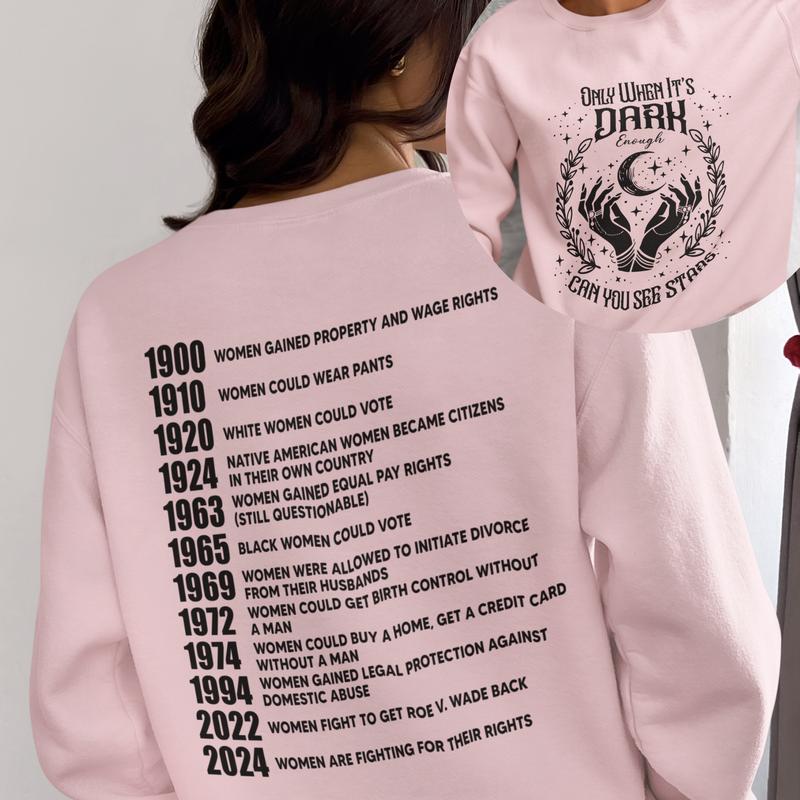 ONLY WHEN IT'S
DARK
Enough
CAN YOU SEE STARS
1900 WOMEN GAINED PROPERTY AND WAGE RIGHTS
1910 WOMEN COULD WEAR PANTS
1920 WHITE WOMEN COULD VOTE
1924 NATIVE AMERICAN WOMEN BECAME CITIZENS
IN THEIR OWN COUNTRY
1963 WOMEN GAINED EQUAL PAY RIGHTS
(STILL QUESTIONABLE)
1965 BLACK WOMEN COULD VOTE
1969 WOMEN WERE ALLOWED TO INITIATE DIVORCE
FROM THEIR HUSBANDS
1972 WOMEN COULD GET BIRTH CONTROL WITHOUT
A MAN
1974 WOMEN COULD BUY A HOME, GET A CREDIT CARD
WITHOUT A MAN
1994 WOMEN GAINED LEGAL PROTECTION AGAINST
DOMESTIC ABUSE
2022 WOMEN FIGHT TO GET ROE V. WADE BACK
2024 WOMEN ARE FIGHTING FOR THEIR RIGHTS